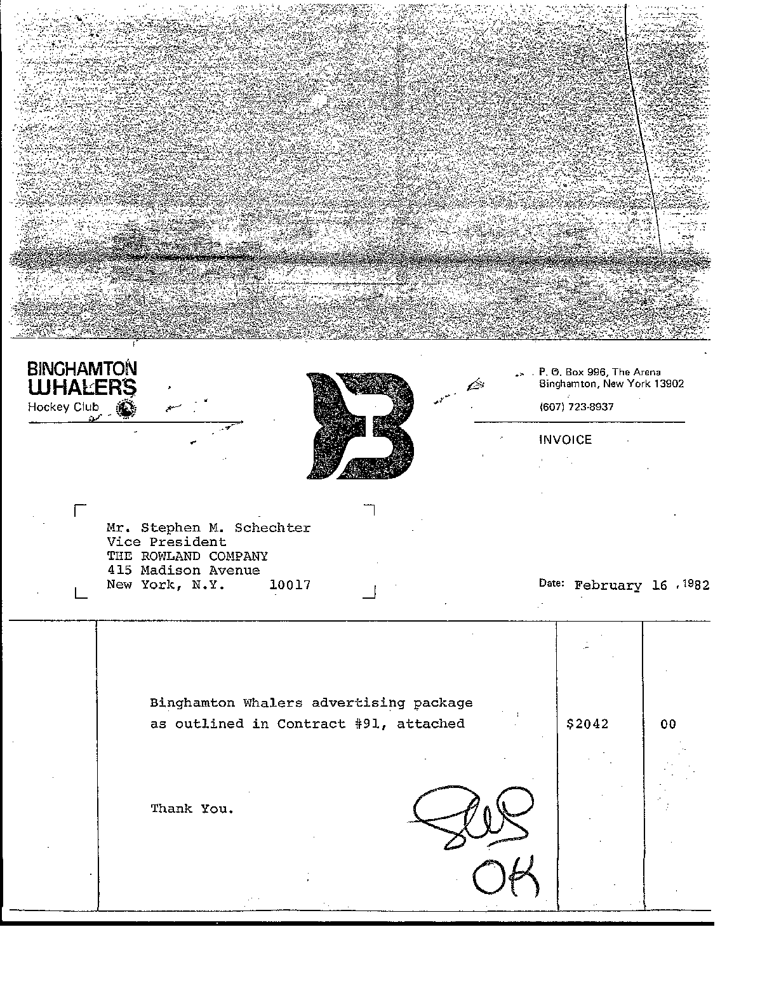 BINGHAMTON
WHALERS
Hockey Club
P. O. Box 996, The Arena
Binghamton, New York 13902
(607) 723-8937
INVOICE
Mr. Stephen M. Schechter
Vice President
THE ROWLAND COMPANY
415 Madison Avenue
New York, N.Y. 10017
Date: February 16, 1982
Binghamton Whalers advertising package
as outlined in Contract #91, attached $2042 00
Thank You.
OK